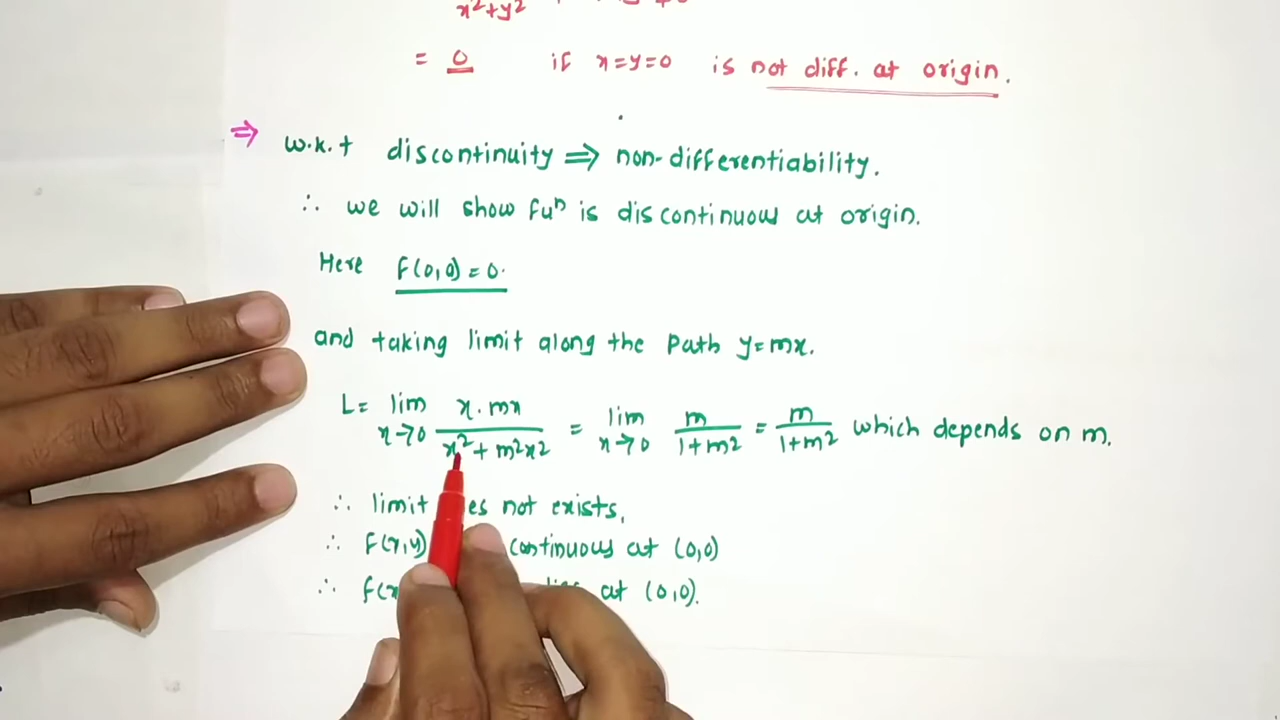 x²+y²
= 0 if x=y=0 is not diff. at origin.
⇒ w.k.t discontinuity ⇒ non-differentiability.
∴ we will show fuⁿ is discontinuous at origin.
Here f(0,0)=0.
and taking limit along the path y=mx.
L= lim x→0 x·mx / x²+m²x² = lim x→0 m / 1+m² = m / 1+m² which depends on m.
∴ limit not exists,
∴ f(x,y) continuous at (0,0)
∴ at (0,0).